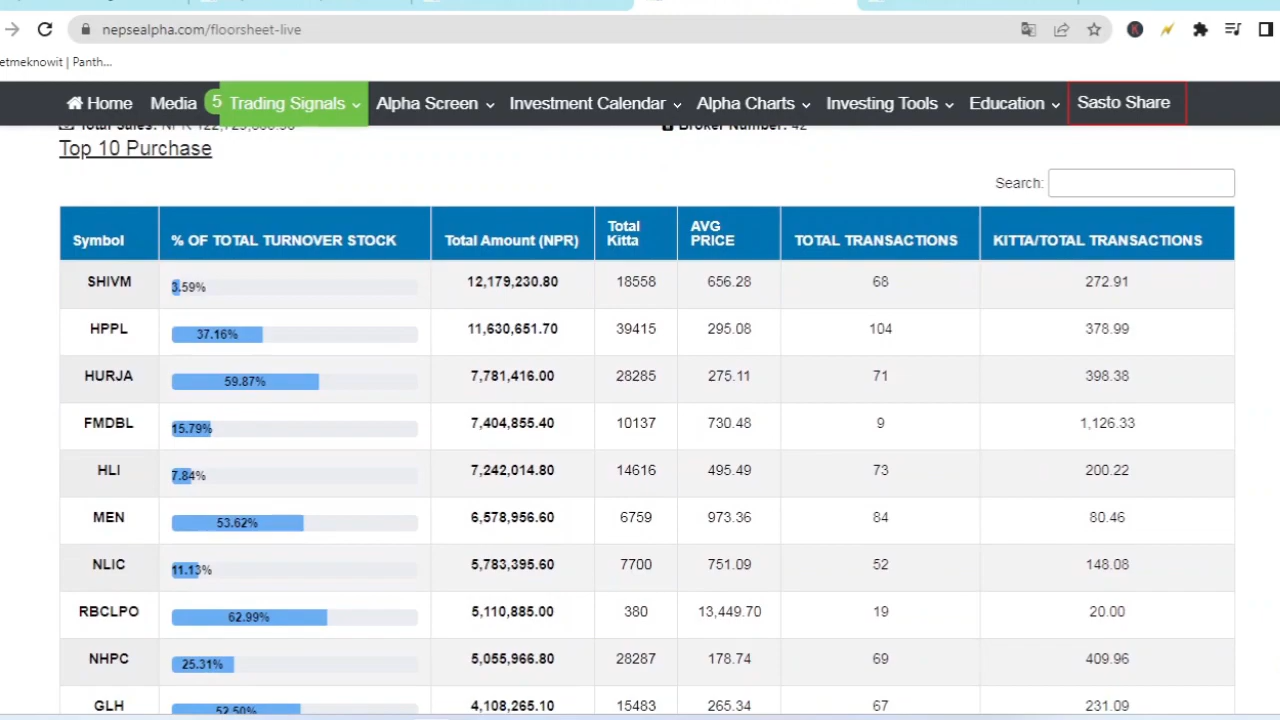 nepsealpha.com/floorsheet-live
etmeknowit | Panth...
Home Media 5 Trading Signals Alpha Screen Investment Calendar Alpha Charts Investing Tools Education Sasto Share
Broker Number: 42
Top 10 Purchase
Search:
Symbol % OF TOTAL TURNOVER STOCK Total Amount (NPR) Total Kitta AVG PRICE TOTAL TRANSACTIONS KITTA/TOTAL TRANSACTIONS
SHIVM 3.59% 12,179,230.80 18558 656.28 68 272.91
HPPL 37.16% 11,630,651.70 39415 295.08 104 378.99
HURJA 59.87% 7,781,416.00 28285 275.11 71 398.38
FMDBL 15.79% 7,404,855.40 10137 730.48 9 1,126.33
HLI 7.84% 7,242,014.80 14616 495.49 73 200.22
MEN 53.62% 6,578,956.60 6759 973.36 84 80.46
NLIC 11.13% 5,783,395.60 7700 751.09 52 148.08
RBCLPO 62.99% 5,110,885.00 380 13,449.70 19 20.00
NHPC 25.31% 5,055,966.80 28287 178.74 69 409.96
GLH 52.50% 4,108,265.10 15483 265.34 67 231.09